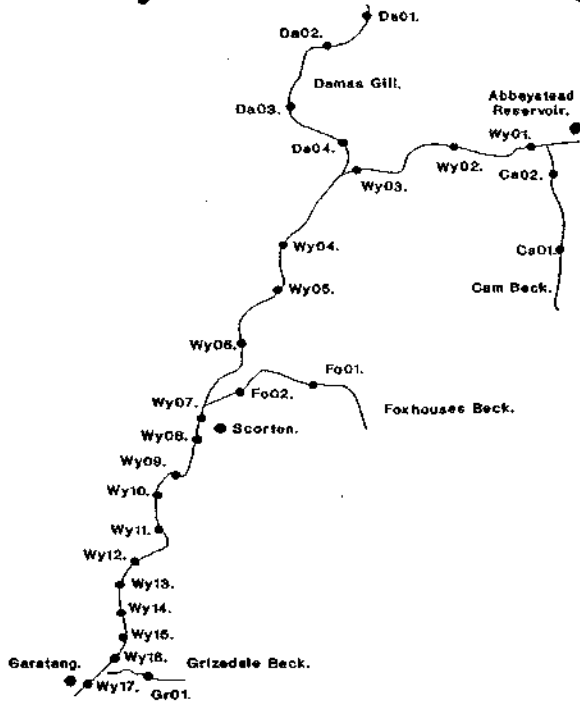 Da01.
Da02.
Damas Gill.
Da03.
Abbeystead
Reservoir.
Da04.
Wy01.
Wy02.
Wy03.
Ca02.
Wy04.
Ca01.
Wy05.
Cam Beck.
Wy06.
Fo01.
Fo02.
Wy07.
Foxhouses Beck.
Wy08.
Scorton.
Wy09.
Wy10.
Wy11.
Wy12.
Wy13.
Wy14.
Wy15.
Wy16.
Garstang.
Grizedale Beck.
Wy17.
Gr01.